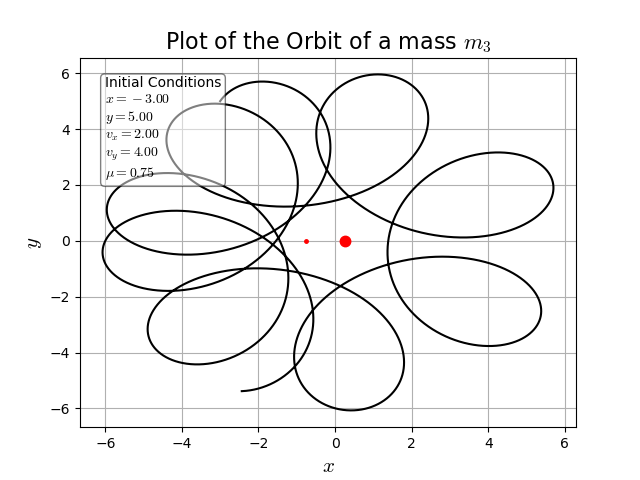 Plot of the Orbit of a mass m₃
Initial Conditions
x = −3.00
y = 5.00
vₓ = 2.00
v_y = 4.00
μ = 0.75
6
4
2
0
−2
−4
−6
y
−6 −4 −2 0 2 4 6
x